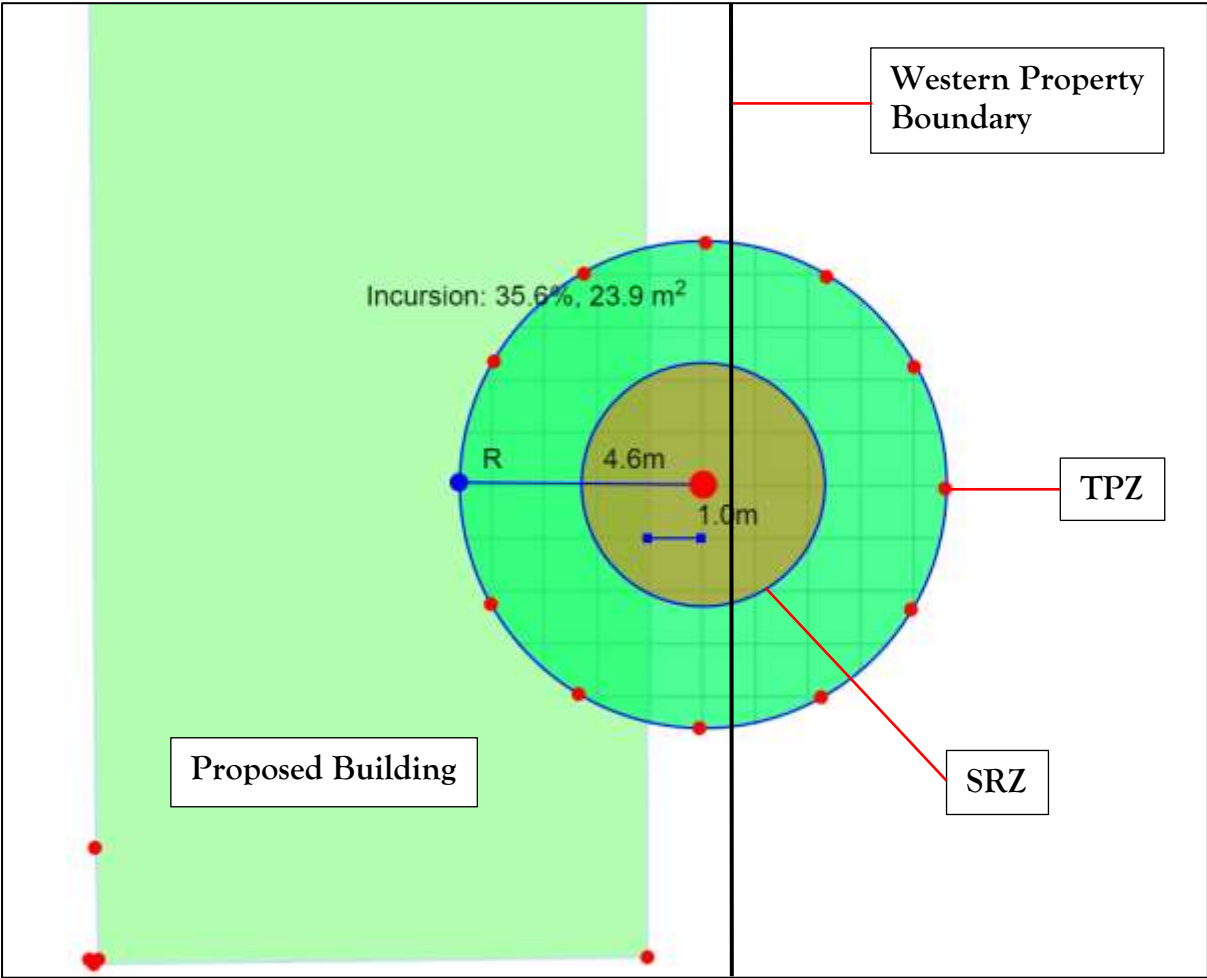 Western Property
Boundary
Incursion: 35.6%, 23.9 m²
R
4.6m
1.0m
TPZ
Proposed Building
SRZ